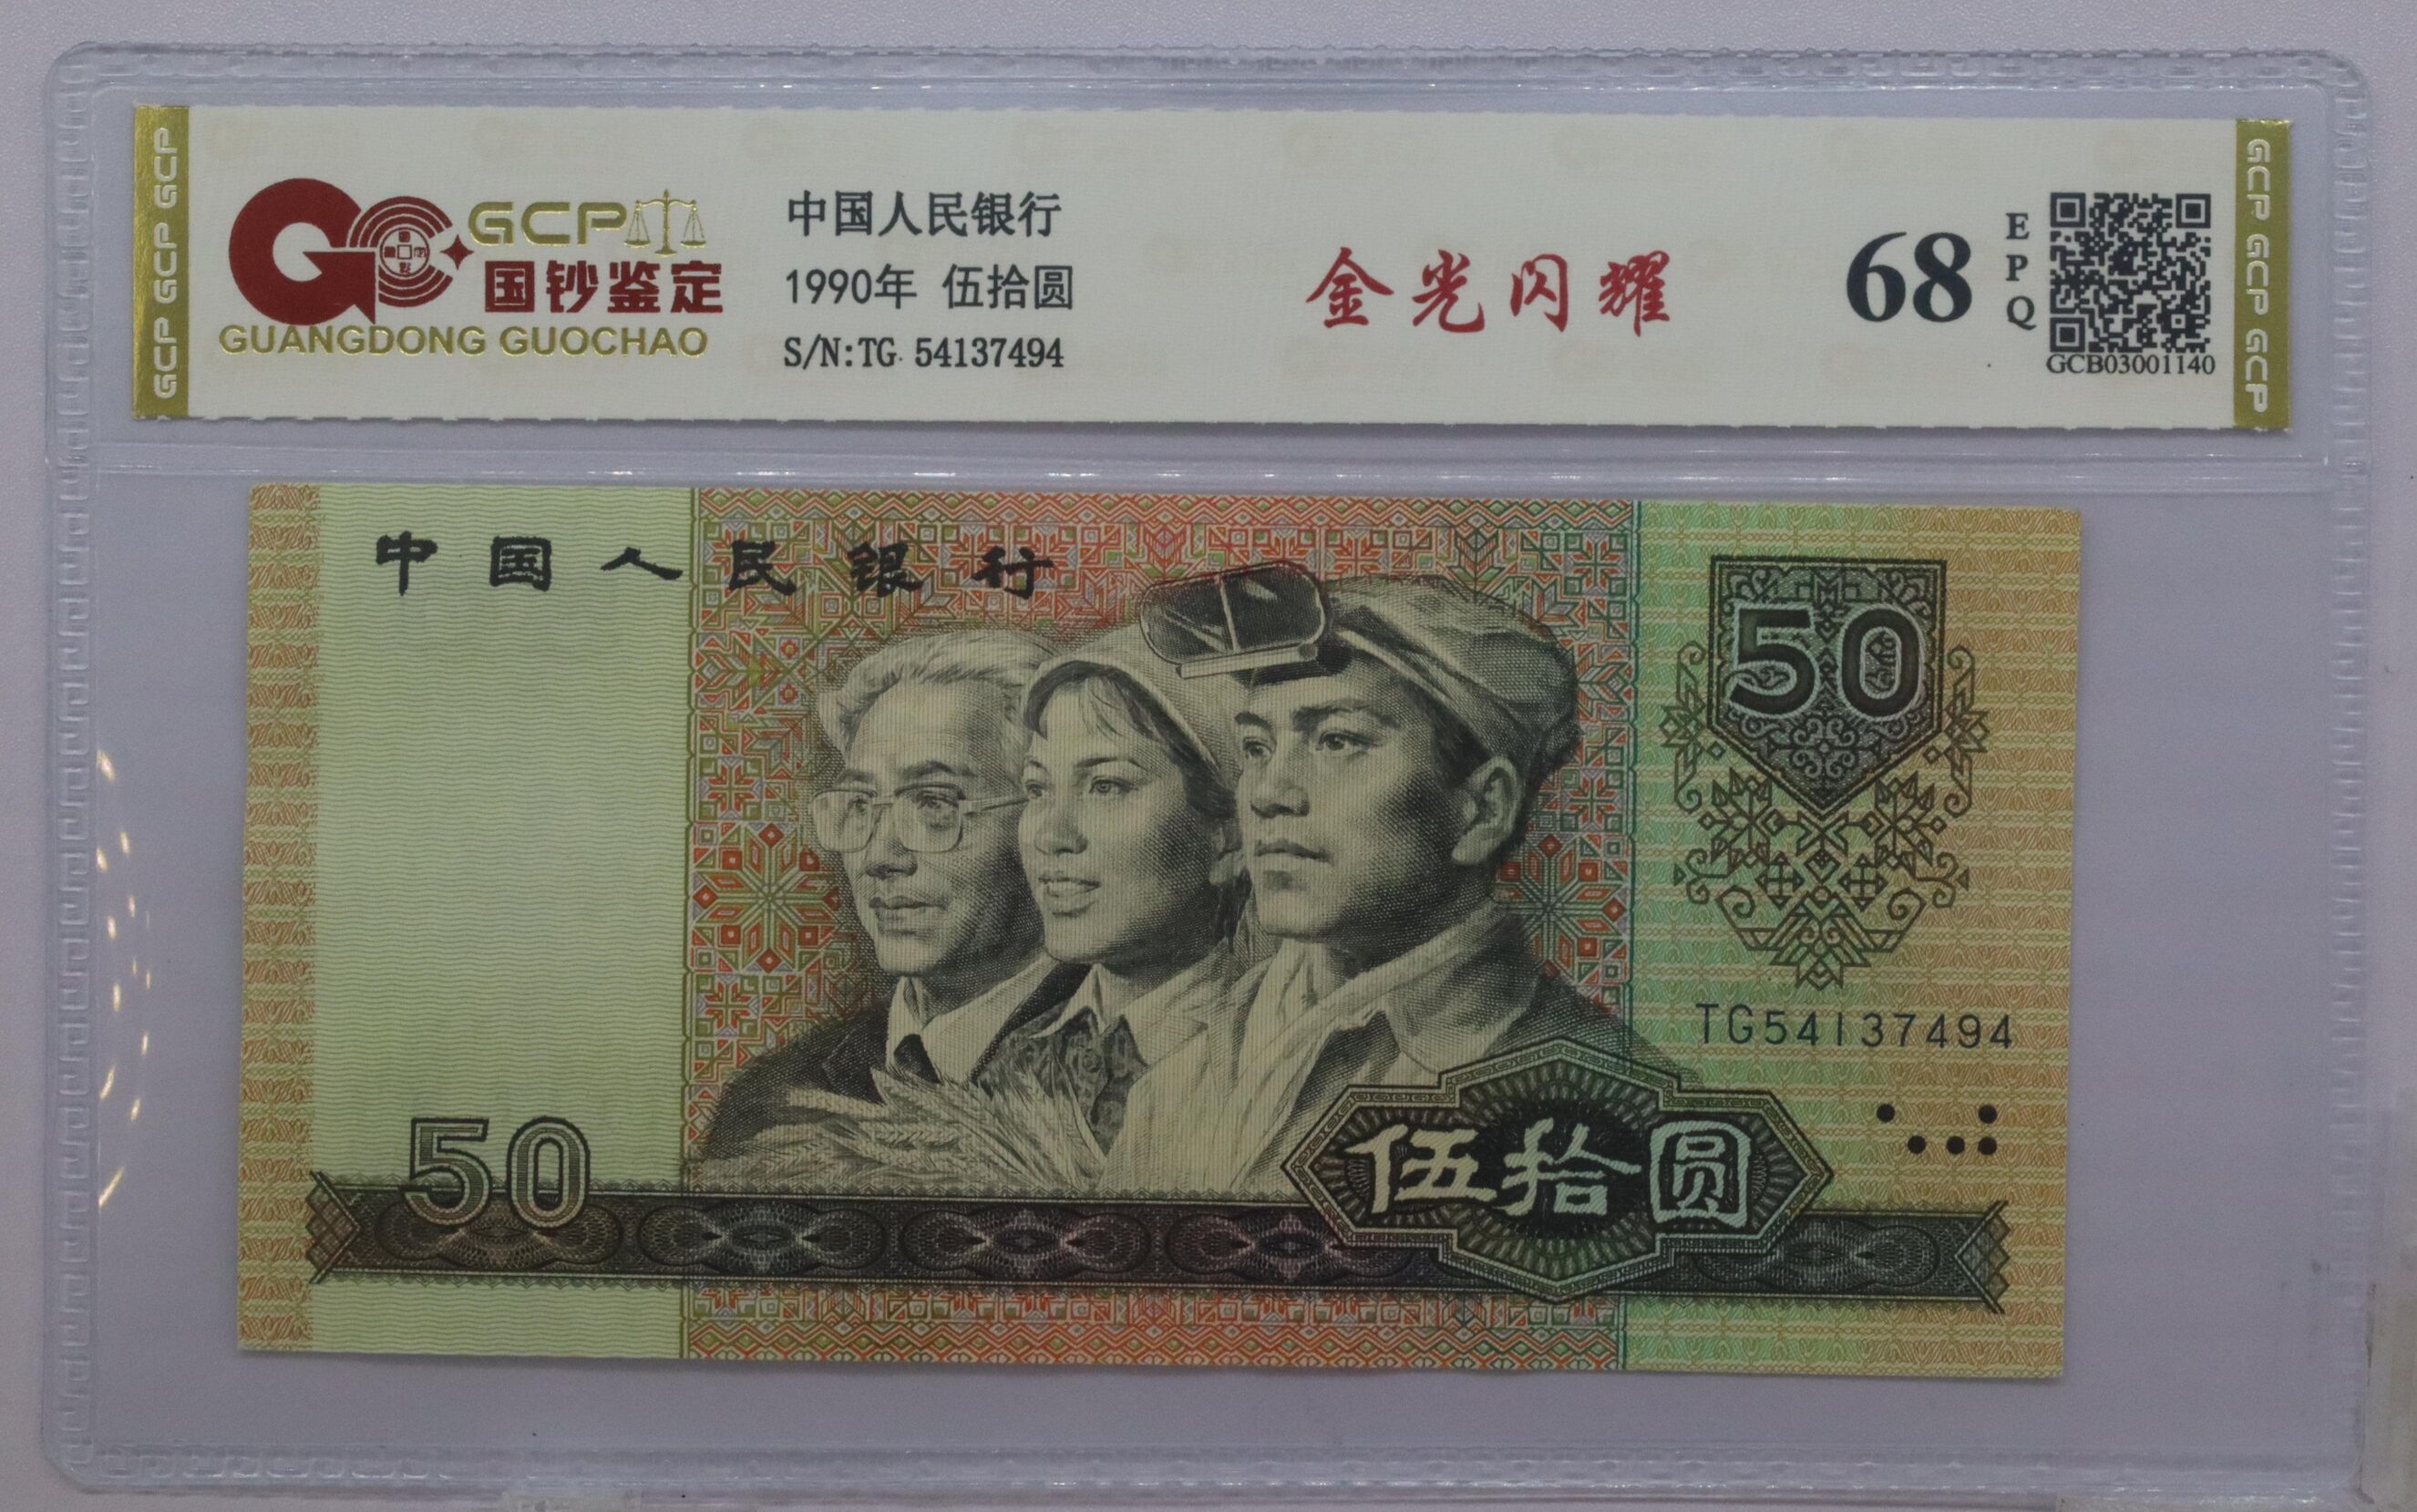 GCP GCP GCP
GCP
国钞鉴定
GUANGDONG GUOCHAO
中国人民银行
1990年 伍拾圆
S/N:TG 54137494
金光闪耀
68
EPQ
GCB03001140
GCP GCP GCP
中国人民银行
50
TG54137494
50
伍拾圆